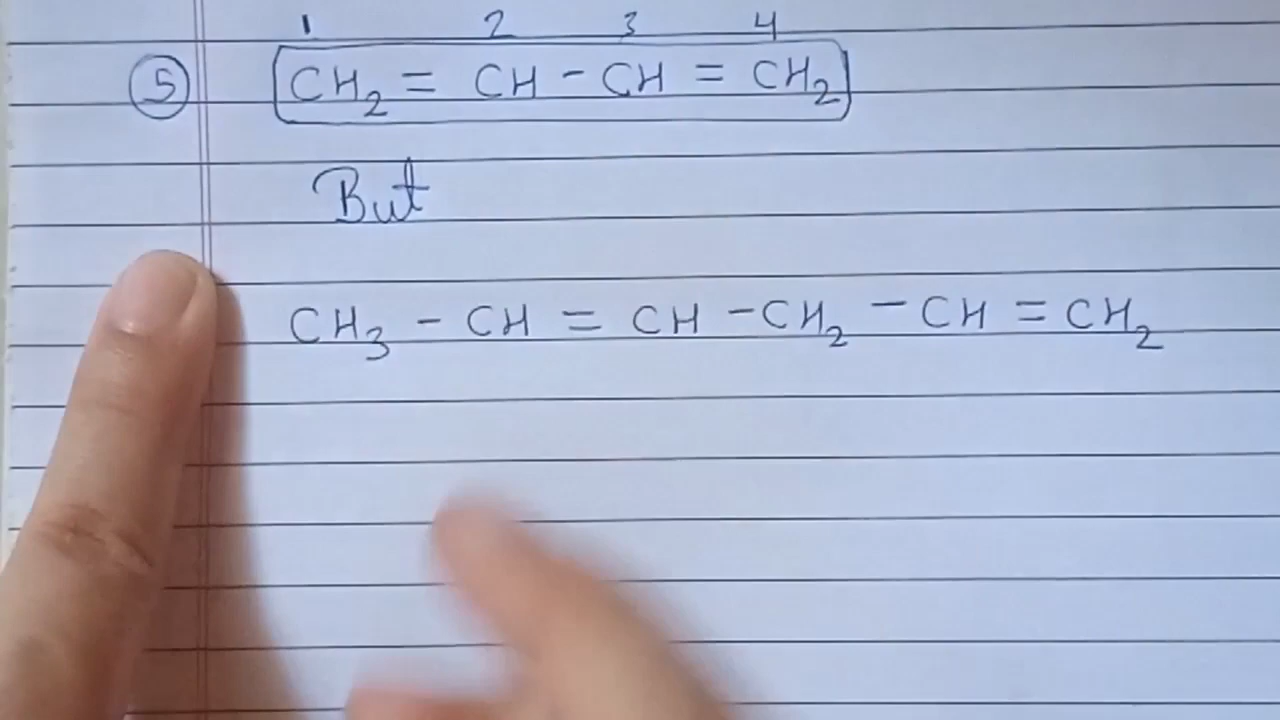 1 2 3 4
(5) CH₂ = CH - CH = CH₂
But
CH₃ - CH = CH - CH₂ - CH = CH₂